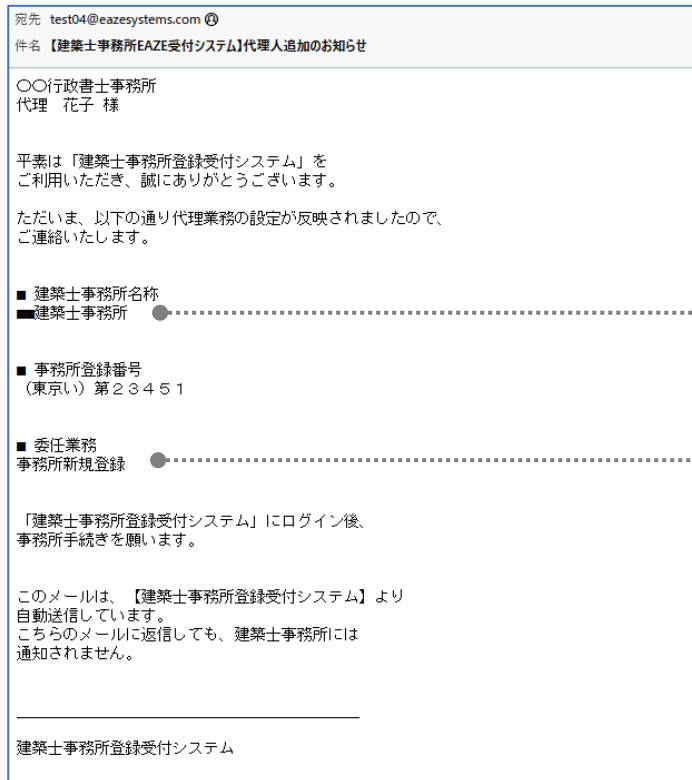 宛先 test04@eazesystems.com
件名 【建築士事務所EAZE受付システム】代理人追加のお知らせ
〇〇行政書士事務所
代理　花子 様
平素は「建築士事務所登録受付システム」を
ご利用いただき、誠にありがとうございます。
ただいま、以下の通り代理業務の設定が反映されましたので、
ご連絡いたします。
■ 建築士事務所名称
■■建築士事務所
■ 事務所登録番号
（東京い）第２３４５１
■ 委任業務
事務所新規登録
「建築士事務所登録受付システム」にログイン後、
事務所手続きを願います。
このメールは、【建築士事務所登録受付システム】より
自動送信しています。
こちらのメールに返信しても、建築士事務所には
通知されません。
建築士事務所登録受付システム